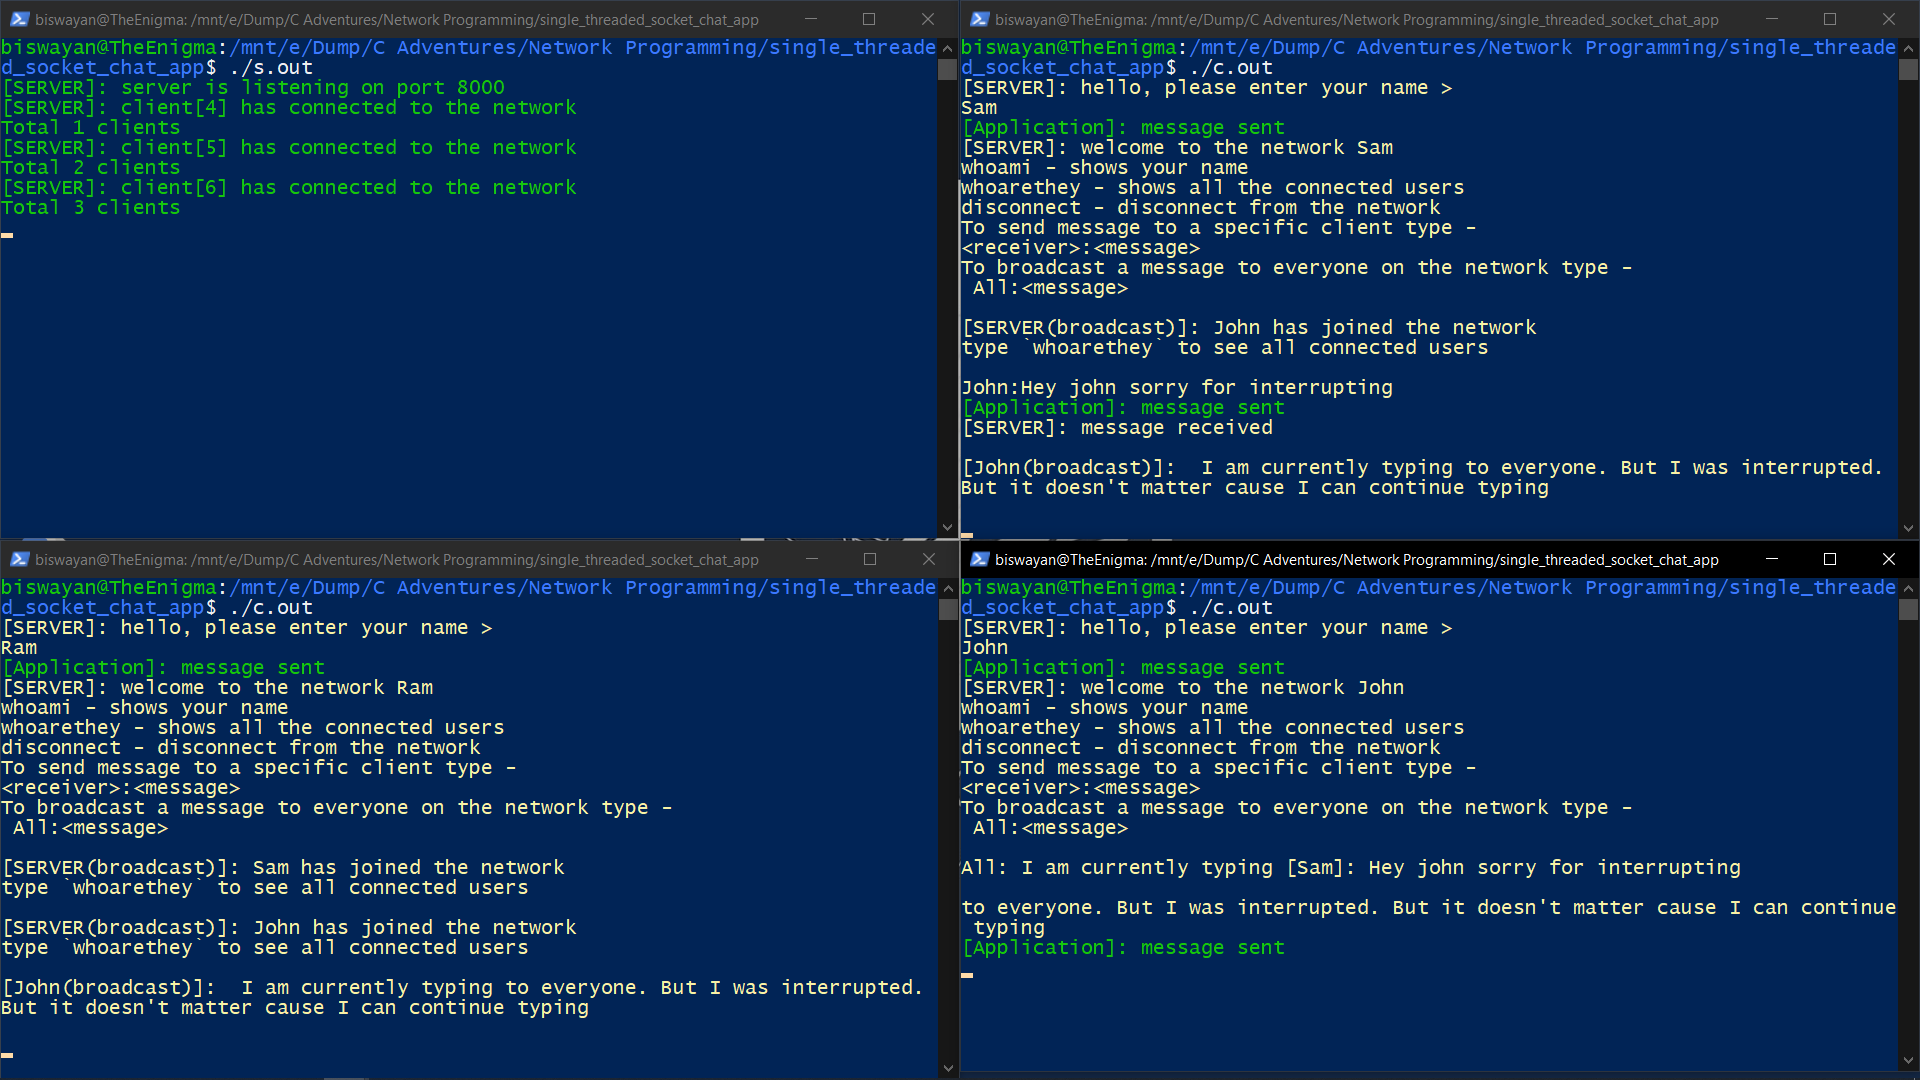 biswayan@TheEnigma: /mnt/e/Dump/C Adventures/Network Programming/single_threaded_socket_chat_app
biswayan@TheEnigma:/mnt/e/Dump/C Adventures/Network Programming/single_threade
d_socket_chat_app$ ./s.out
[SERVER]: server is listening on port 8000
[SERVER]: client[4] has connected to the network
Total 1 clients
[SERVER]: client[5] has connected to the network
Total 2 clients
[SERVER]: client[6] has connected to the network
Total 3 clients
biswayan@TheEnigma: /mnt/e/Dump/C Adventures/Network Programming/single_threaded_socket_chat_app
biswayan@TheEnigma:/mnt/e/Dump/C Adventures/Network Programming/single_threade
d_socket_chat_app$ ./c.out
[SERVER]: hello, please enter your name >
Sam
[Application]: message sent
[SERVER]: welcome to the network Sam
whoami - shows your name
whoarethey - shows all the connected users
disconnect - disconnect from the network
To send message to a specific client type -
<receiver>:<message>
To broadcast a message to everyone on the network type -
 All:<message>
[SERVER(broadcast)]: John has joined the network
type `whoarethey` to see all connected users
John:Hey john sorry for interrupting
[Application]: message sent
[SERVER]: message received
[John(broadcast)]:  I am currently typing to everyone. But I was interrupted.
But it doesn't matter cause I can continue typing
biswayan@TheEnigma: /mnt/e/Dump/C Adventures/Network Programming/single_threaded_socket_chat_app
biswayan@TheEnigma:/mnt/e/Dump/C Adventures/Network Programming/single_threade
d_socket_chat_app$ ./c.out
[SERVER]: hello, please enter your name >
Ram
[Application]: message sent
[SERVER]: welcome to the network Ram
whoami - shows your name
whoarethey - shows all the connected users
disconnect - disconnect from the network
To send message to a specific client type -
<receiver>:<message>
To broadcast a message to everyone on the network type -
 All:<message>
[SERVER(broadcast)]: Sam has joined the network
type `whoarethey` to see all connected users
[SERVER(broadcast)]: John has joined the network
type `whoarethey` to see all connected users
[John(broadcast)]:  I am currently typing to everyone. But I was interrupted.
But it doesn't matter cause I can continue typing
biswayan@TheEnigma: /mnt/e/Dump/C Adventures/Network Programming/single_threaded_socket_chat_app
biswayan@TheEnigma:/mnt/e/Dump/C Adventures/Network Programming/single_threade
d_socket_chat_app$ ./c.out
[SERVER]: hello, please enter your name >
John
[Application]: message sent
[SERVER]: welcome to the network John
whoami - shows your name
whoarethey - shows all the connected users
disconnect - disconnect from the network
To send message to a specific client type -
<receiver>:<message>
To broadcast a message to everyone on the network type -
 All:<message>
All: I am currently typing [Sam]: Hey john sorry for interrupting
to everyone. But I was interrupted. But it doesn't matter cause I can continue
 typing
[Application]: message sent